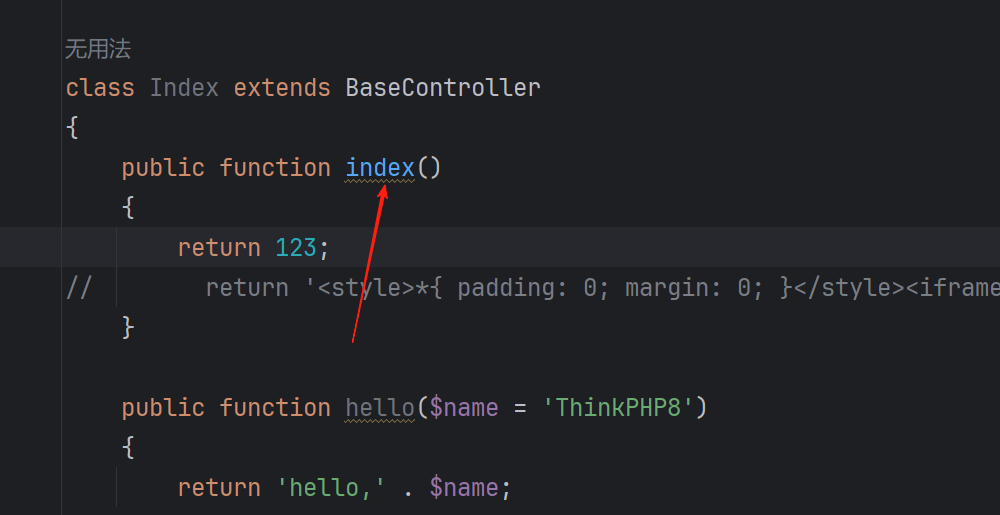 无用法
class Index extends BaseController
{
public function index()
{
return 123;
// return '<style>*{ padding: 0; margin: 0; }</style><iframe
}
public function hello($name = 'ThinkPHP8')
{
return 'hello,' . $name;